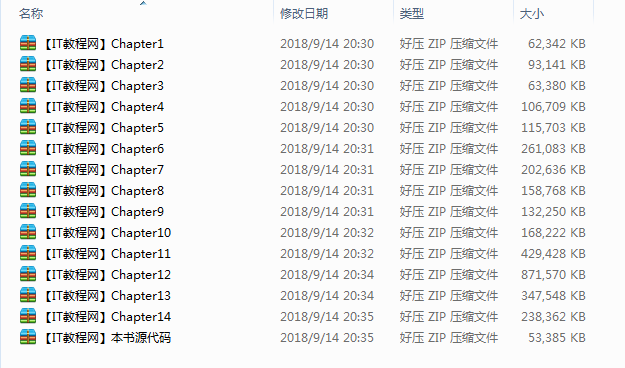 名称 修改日期 类型 大小
【IT教程网】Chapter1 2018/9/14 20:30 好压 ZIP 压缩文件 62,342 KB
【IT教程网】Chapter2 2018/9/14 20:30 好压 ZIP 压缩文件 93,141 KB
【IT教程网】Chapter3 2018/9/14 20:30 好压 ZIP 压缩文件 63,380 KB
【IT教程网】Chapter4 2018/9/14 20:30 好压 ZIP 压缩文件 106,709 KB
【IT教程网】Chapter5 2018/9/14 20:30 好压 ZIP 压缩文件 115,703 KB
【IT教程网】Chapter6 2018/9/14 20:31 好压 ZIP 压缩文件 261,083 KB
【IT教程网】Chapter7 2018/9/14 20:31 好压 ZIP 压缩文件 202,636 KB
【IT教程网】Chapter8 2018/9/14 20:31 好压 ZIP 压缩文件 158,768 KB
【IT教程网】Chapter9 2018/9/14 20:31 好压 ZIP 压缩文件 132,250 KB
【IT教程网】Chapter10 2018/9/14 20:32 好压 ZIP 压缩文件 168,222 KB
【IT教程网】Chapter11 2018/9/14 20:32 好压 ZIP 压缩文件 429,428 KB
【IT教程网】Chapter12 2018/9/14 20:34 好压 ZIP 压缩文件 871,570 KB
【IT教程网】Chapter13 2018/9/14 20:34 好压 ZIP 压缩文件 347,548 KB
【IT教程网】Chapter14 2018/9/14 20:35 好压 ZIP 压缩文件 238,362 KB
【IT教程网】本书源代码 2018/9/14 20:35 好压 ZIP 压缩文件 53,385 KB